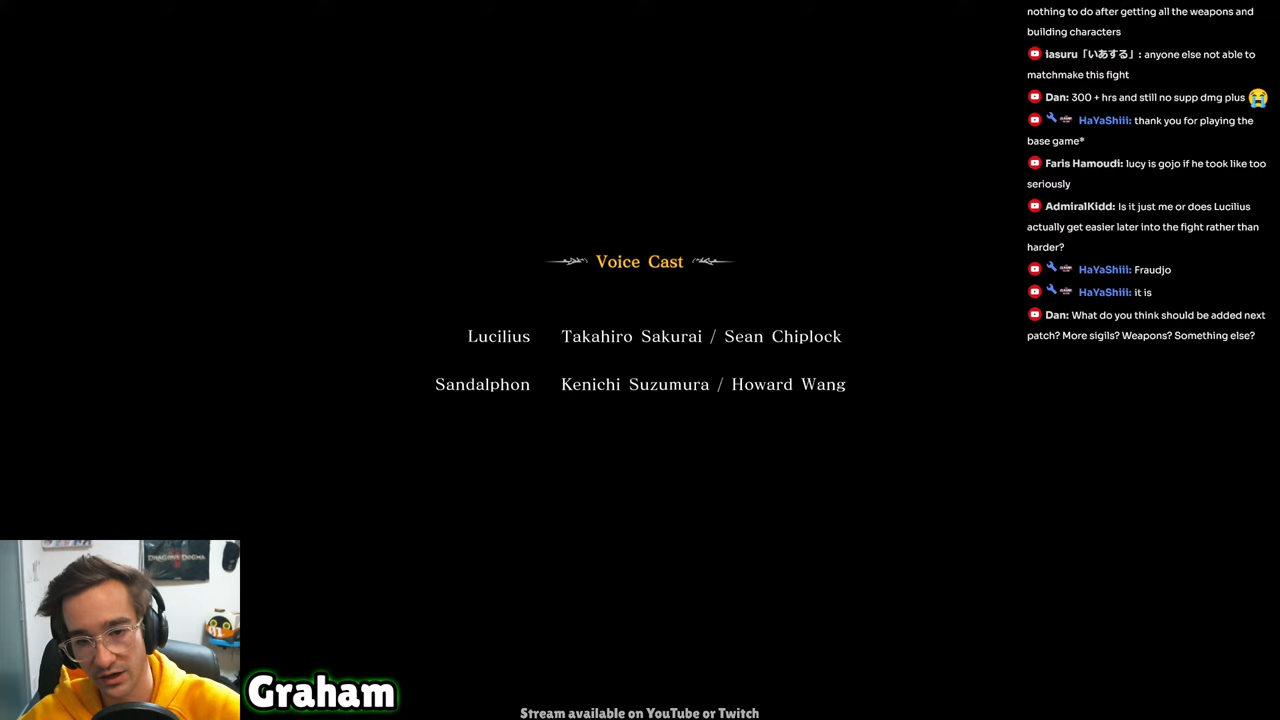 nothing to do after getting all the weapons and
building characters
iasuru「いあする」: anyone else not able to
matchmake this fight
Dan: 300 + hrs and still no supp dmg plus 😭
HaYaShiii: thank you for playing the
base game*
Faris Hamoudi: lucy is gojo if he took like too
seriously
AdmiralKidd: Is it just me or does Lucilius
actually get easier later into the fight rather than
harder?
HaYaShiii: Fraudjo
HaYaShiii: it is
Dan: What do you think should be added next
patch? More sigils? Weapons? Something else?
Voice Cast
Lucilius Takahiro Sakurai / Sean Chiplock
Sandalphon Kenichi Suzumura / Howard Wang
DRAGON'S DOGMA
Graham
Stream available on YouTube or Twitch